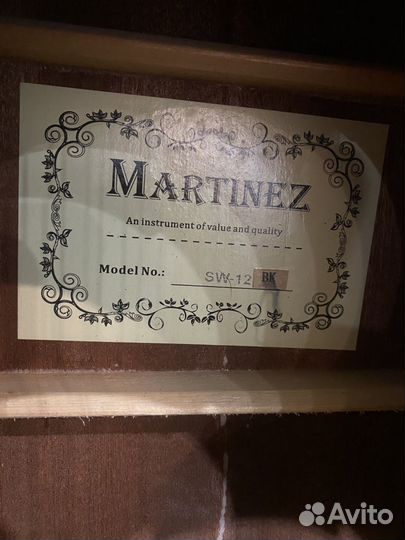 MARTINEZ
An instrument of value and quality
Model No.: SW-12 BK
Avito